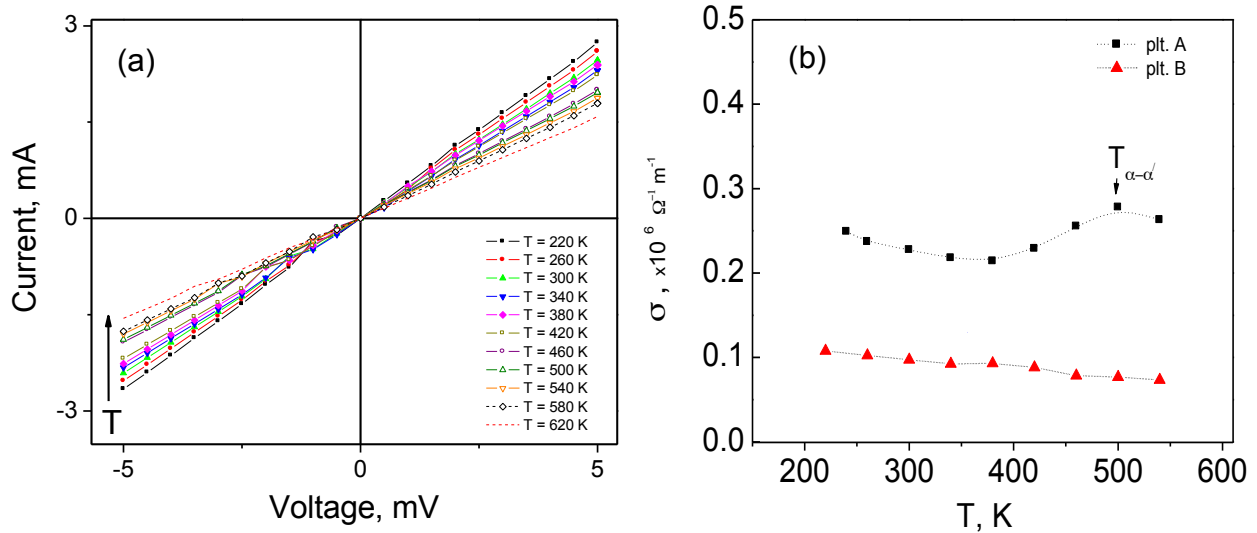 (a)
3
0
-3
Current, mA
-5
0
5
Voltage, mV
T
T = 220 K
T = 260 K
T = 300 K
T = 340 K
T = 380 K
T = 420 K
T = 460 K
T = 500 K
T = 540 K
T = 580 K
T = 620 K
(b)
plt. A
plt. B
T α–α′
0.5
0.4
0.3
0.2
0.1
0.0
σ , x10⁶ Ω⁻¹ m⁻¹
200
300
400
500
600
T, K